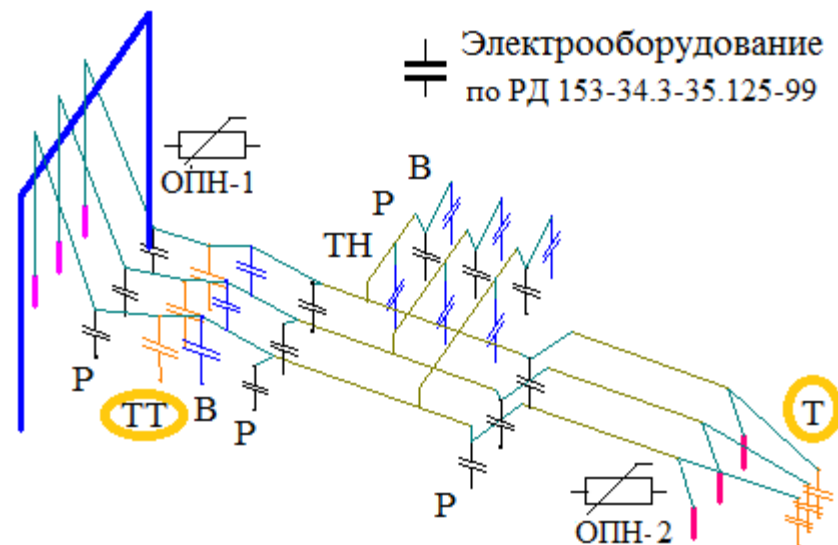 Электрооборудование
по РД 153-34.3-35.125-99
ОПН-1
В
Р
ТН
Р
ТТ
В
Р
Т
Р
ОПН-2